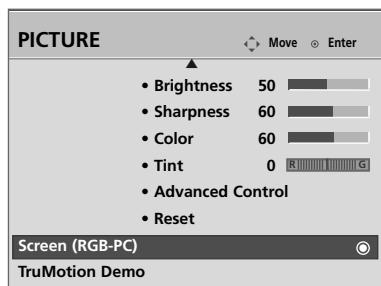 PICTURE Move Enter
• Brightness 50
• Sharpness 60
• Color 60
• Tint 0 R G
• Advanced Control
• Reset
Screen (RGB-PC)
TruMotion Demo